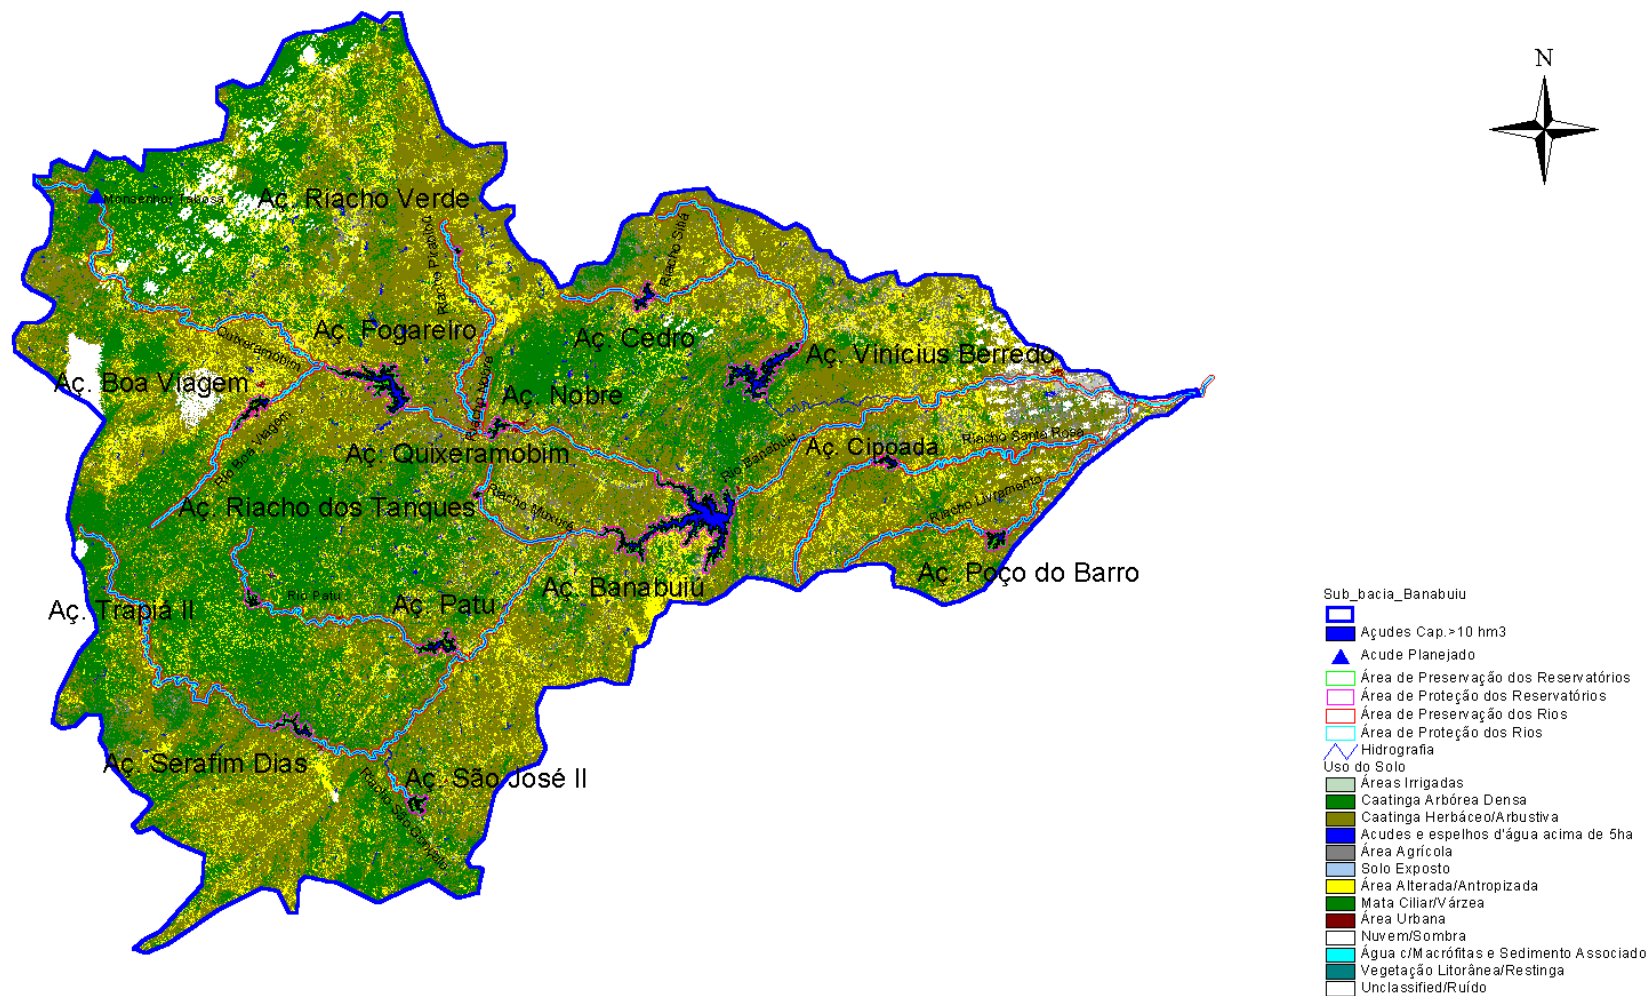 N
Monsenhor Tabosa
Aç. Riacho Verde
Riacho Pirabibu
Riacho Sitiá
Quixeramobim
Aç. Fogareiro
Aç. Cedro
Aç. Vinícius Berredo
Aç. Boa Viagem
Aç. Nobre
Rio Boa Viagem
Aç. Quixeramobim
Rio Banabuiu
Aç. Cipoada
Riacho Santa Rosa
Aç. Riacho dos Tanques
Riacho Livramento
Aç. Banabuiú
Aç. Poço do Barro
Aç. Trapiá II
Rio Patu
Aç. Patu
Aç. Serafim Dias
Aç. São José II
Riacho São Gonçalo
Sub_bacia_Banabuiu
Açudes Cap.>10 hm3
Acude Planejado
Área de Preservação dos Reservatórios
Área de Proteção dos Reservatórios
Área de Preservação dos Rios
Área de Proteção dos Rios
Hidrografia
Uso do Solo
Áreas Irrigadas
Caatinga Arbórea Densa
Caatinga Herbáceo/Arbustiva
Acudes e espelhos d'água acima de 5ha
Área Agrícola
Solo Exposto
Área Alterada/Antropizada
Mata Ciliar/Várzea
Área Urbana
Nuvem/Sombra
Água c/Macrófitas e Sedimento Associado
Vegetação Litorânea/Restinga
Unclassified/Ruído